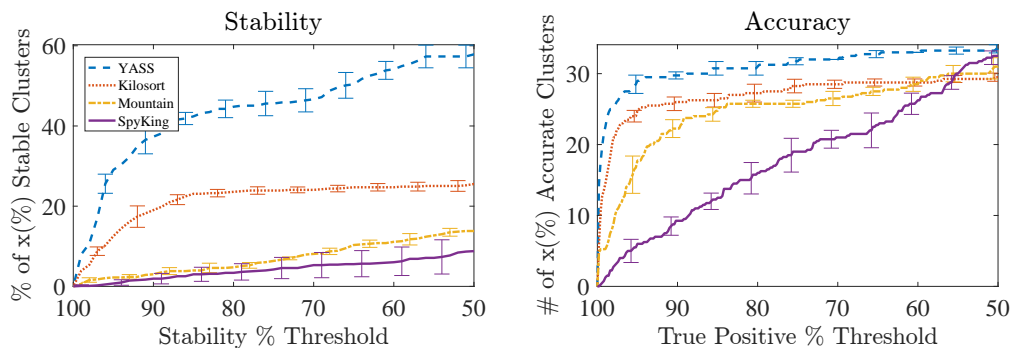 Stability
% of x(%) Stable Clusters
60
40
20
0
YASS
Kilosort
Mountain
SpyKing
100
90
80
70
60
50
Stability % Threshold
Accuracy
# of x(%) Accurate Clusters
30
20
10
0
100
90
80
70
60
50
True Positive % Threshold